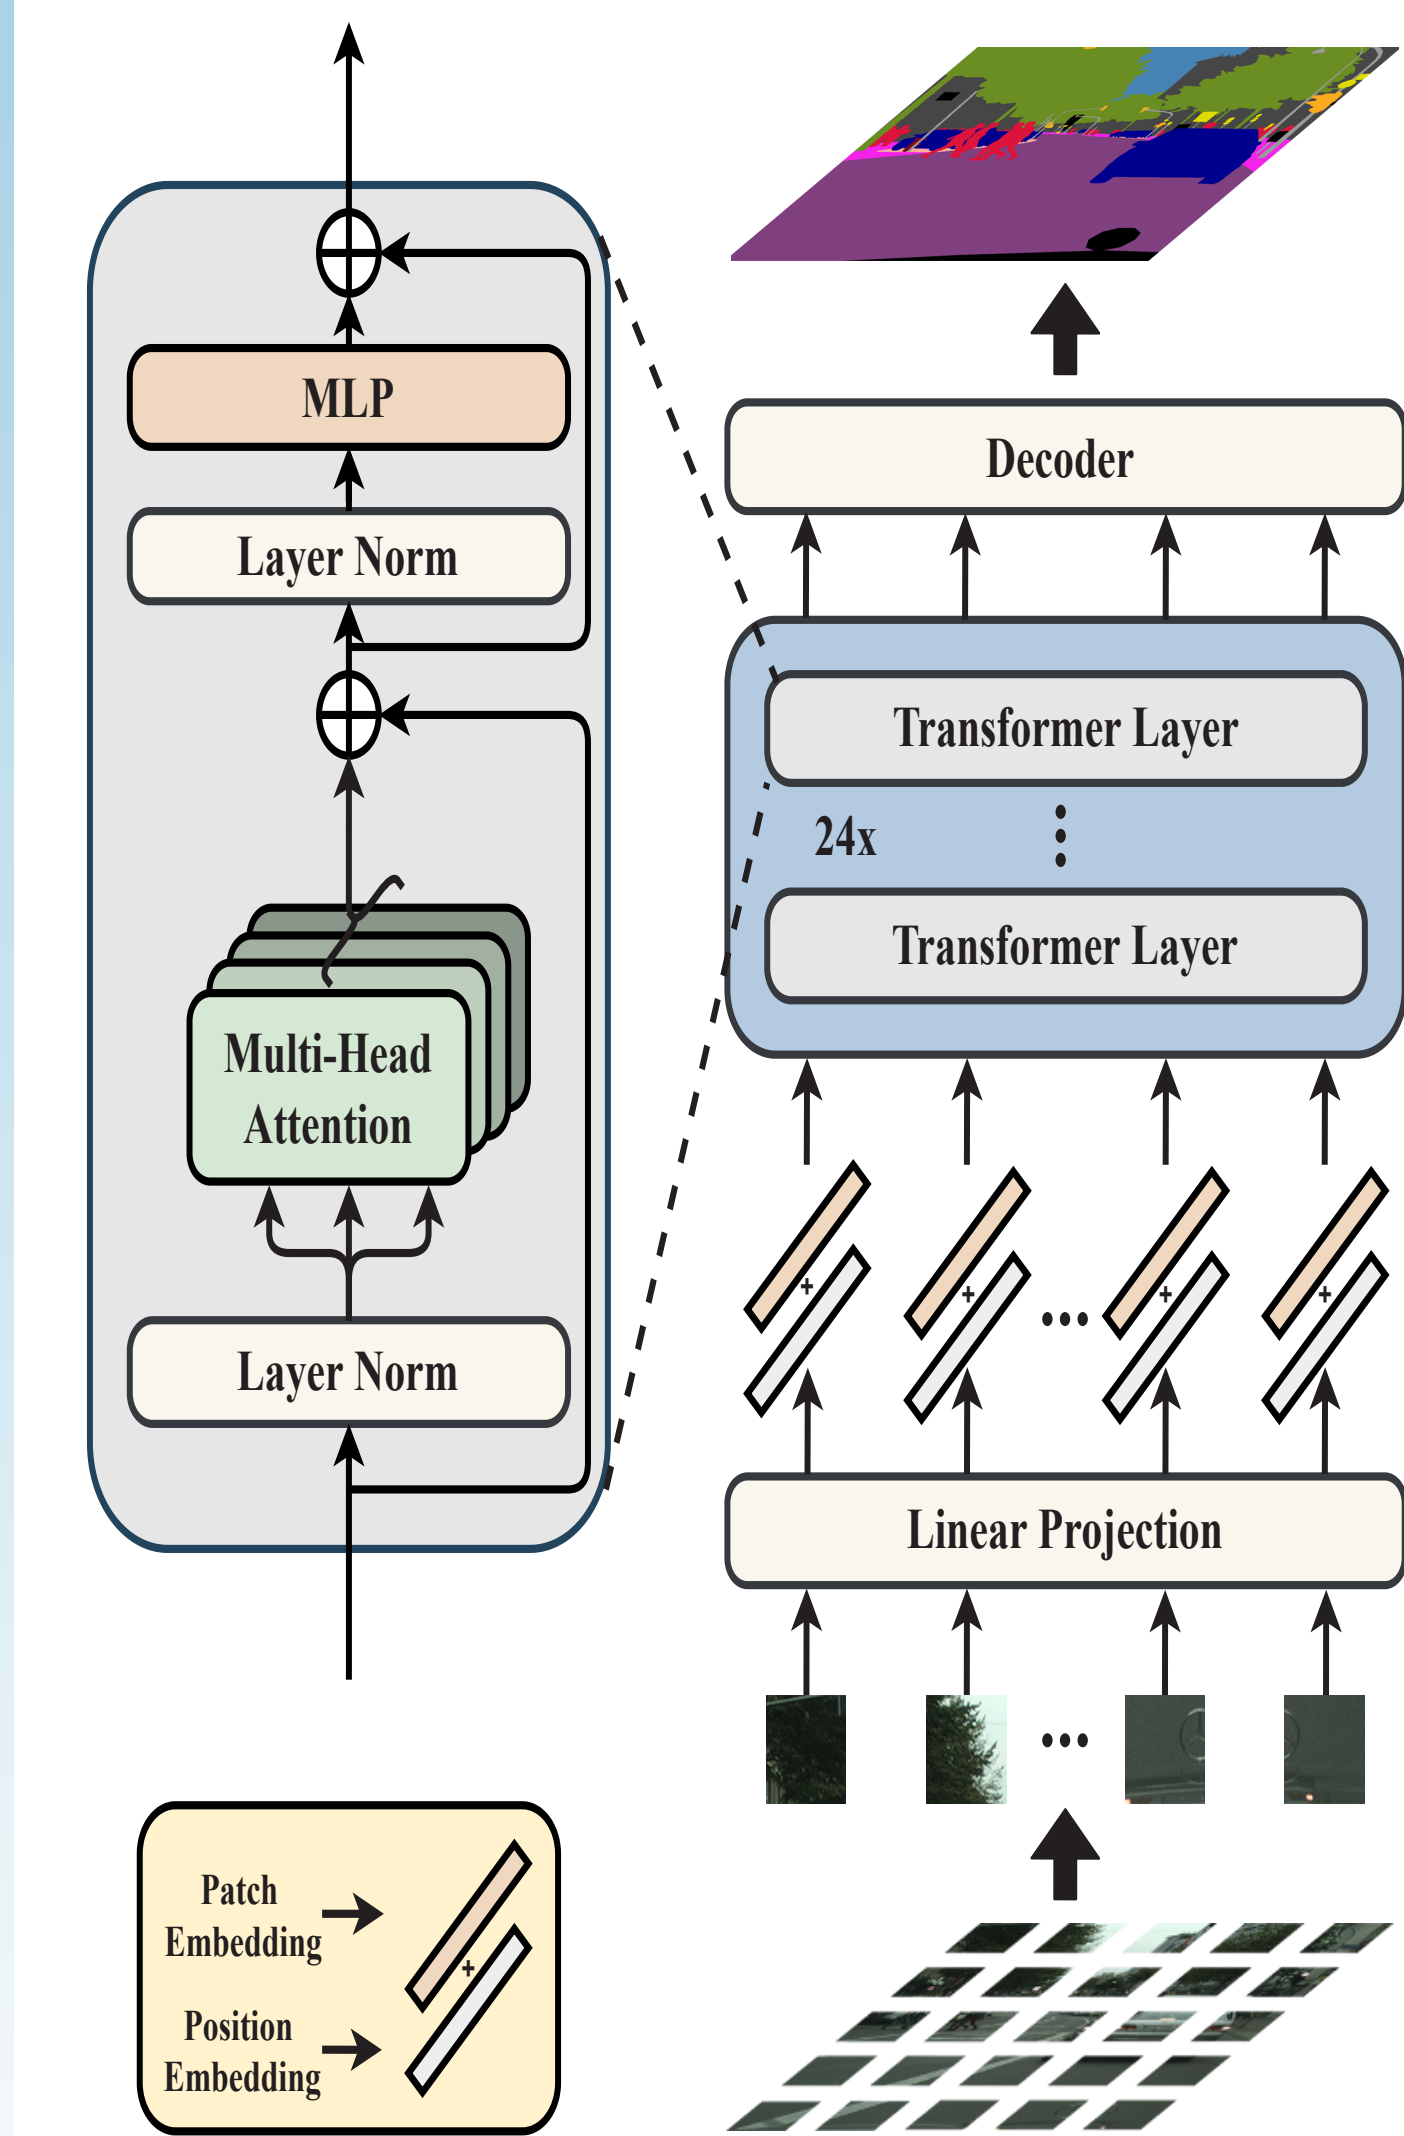 MLP
Layer Norm
Multi-Head
Attention
Layer Norm
Patch
Embedding
+
Position
Embedding
Decoder
Transformer Layer
24x
Transformer Layer
+ + + +
Linear Projection